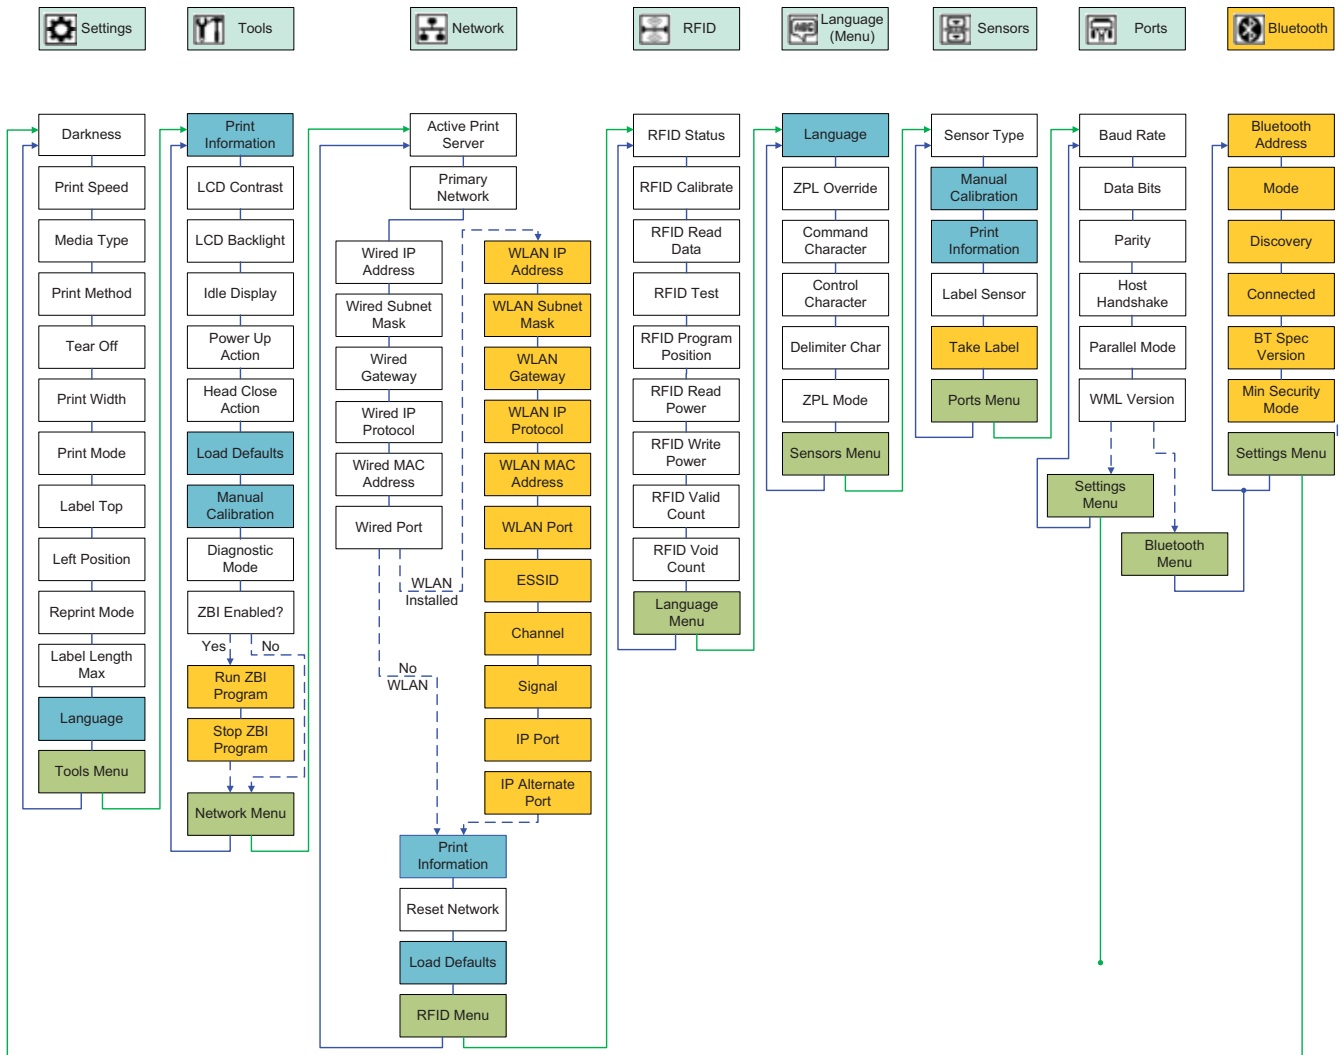 Settings
Tools
Network
RFID
ABC
Language
(Menu)
Sensors
Ports
Bluetooth
Darkness
Print Speed
Media Type
Print Method
Tear Off
Print Width
Print Mode
Label Top
Left Position
Reprint Mode
Label Length
Max
Language
Tools Menu
Print
Information
LCD Contrast
LCD Backlight
Idle Display
Power Up
Action
Head Close
Action
Load Defaults
Manual
Calibration
Diagnostic
Mode
ZBI Enabled?
Yes
No
Run ZBI
Program
Stop ZBI
Program
Network Menu
Active Print
Server
Primary
Network
Wired IP
Address
Wired Subnet
Mask
Wired
Gateway
Wired IP
Protocol
Wired MAC
Address
Wired Port
WLAN
Installed
No
WLAN
WLAN IP
Address
WLAN Subnet
Mask
WLAN
Gateway
WLAN IP
Protocol
WLAN MAC
Address
WLAN Port
ESSID
Channel
Signal
IP Port
IP Alternate
Port
Print
Information
Reset Network
Load Defaults
RFID Menu
RFID Status
RFID Calibrate
RFID Read
Data
RFID Test
RFID Program
Position
RFID Read
Power
RFID Write
Power
RFID Valid
Count
RFID Void
Count
Language
Menu
Language
ZPL Override
Command
Character
Control
Character
Delimiter Char
ZPL Mode
Sensors Menu
Sensor Type
Manual
Calibration
Print
Information
Label Sensor
Take Label
Ports Menu
Baud Rate
Data Bits
Parity
Host
Handshake
Parallel Mode
WML Version
Settings
Menu
Bluetooth
Menu
Bluetooth
Address
Mode
Discovery
Connected
BT Spec
Version
Min Security
Mode
Settings Menu